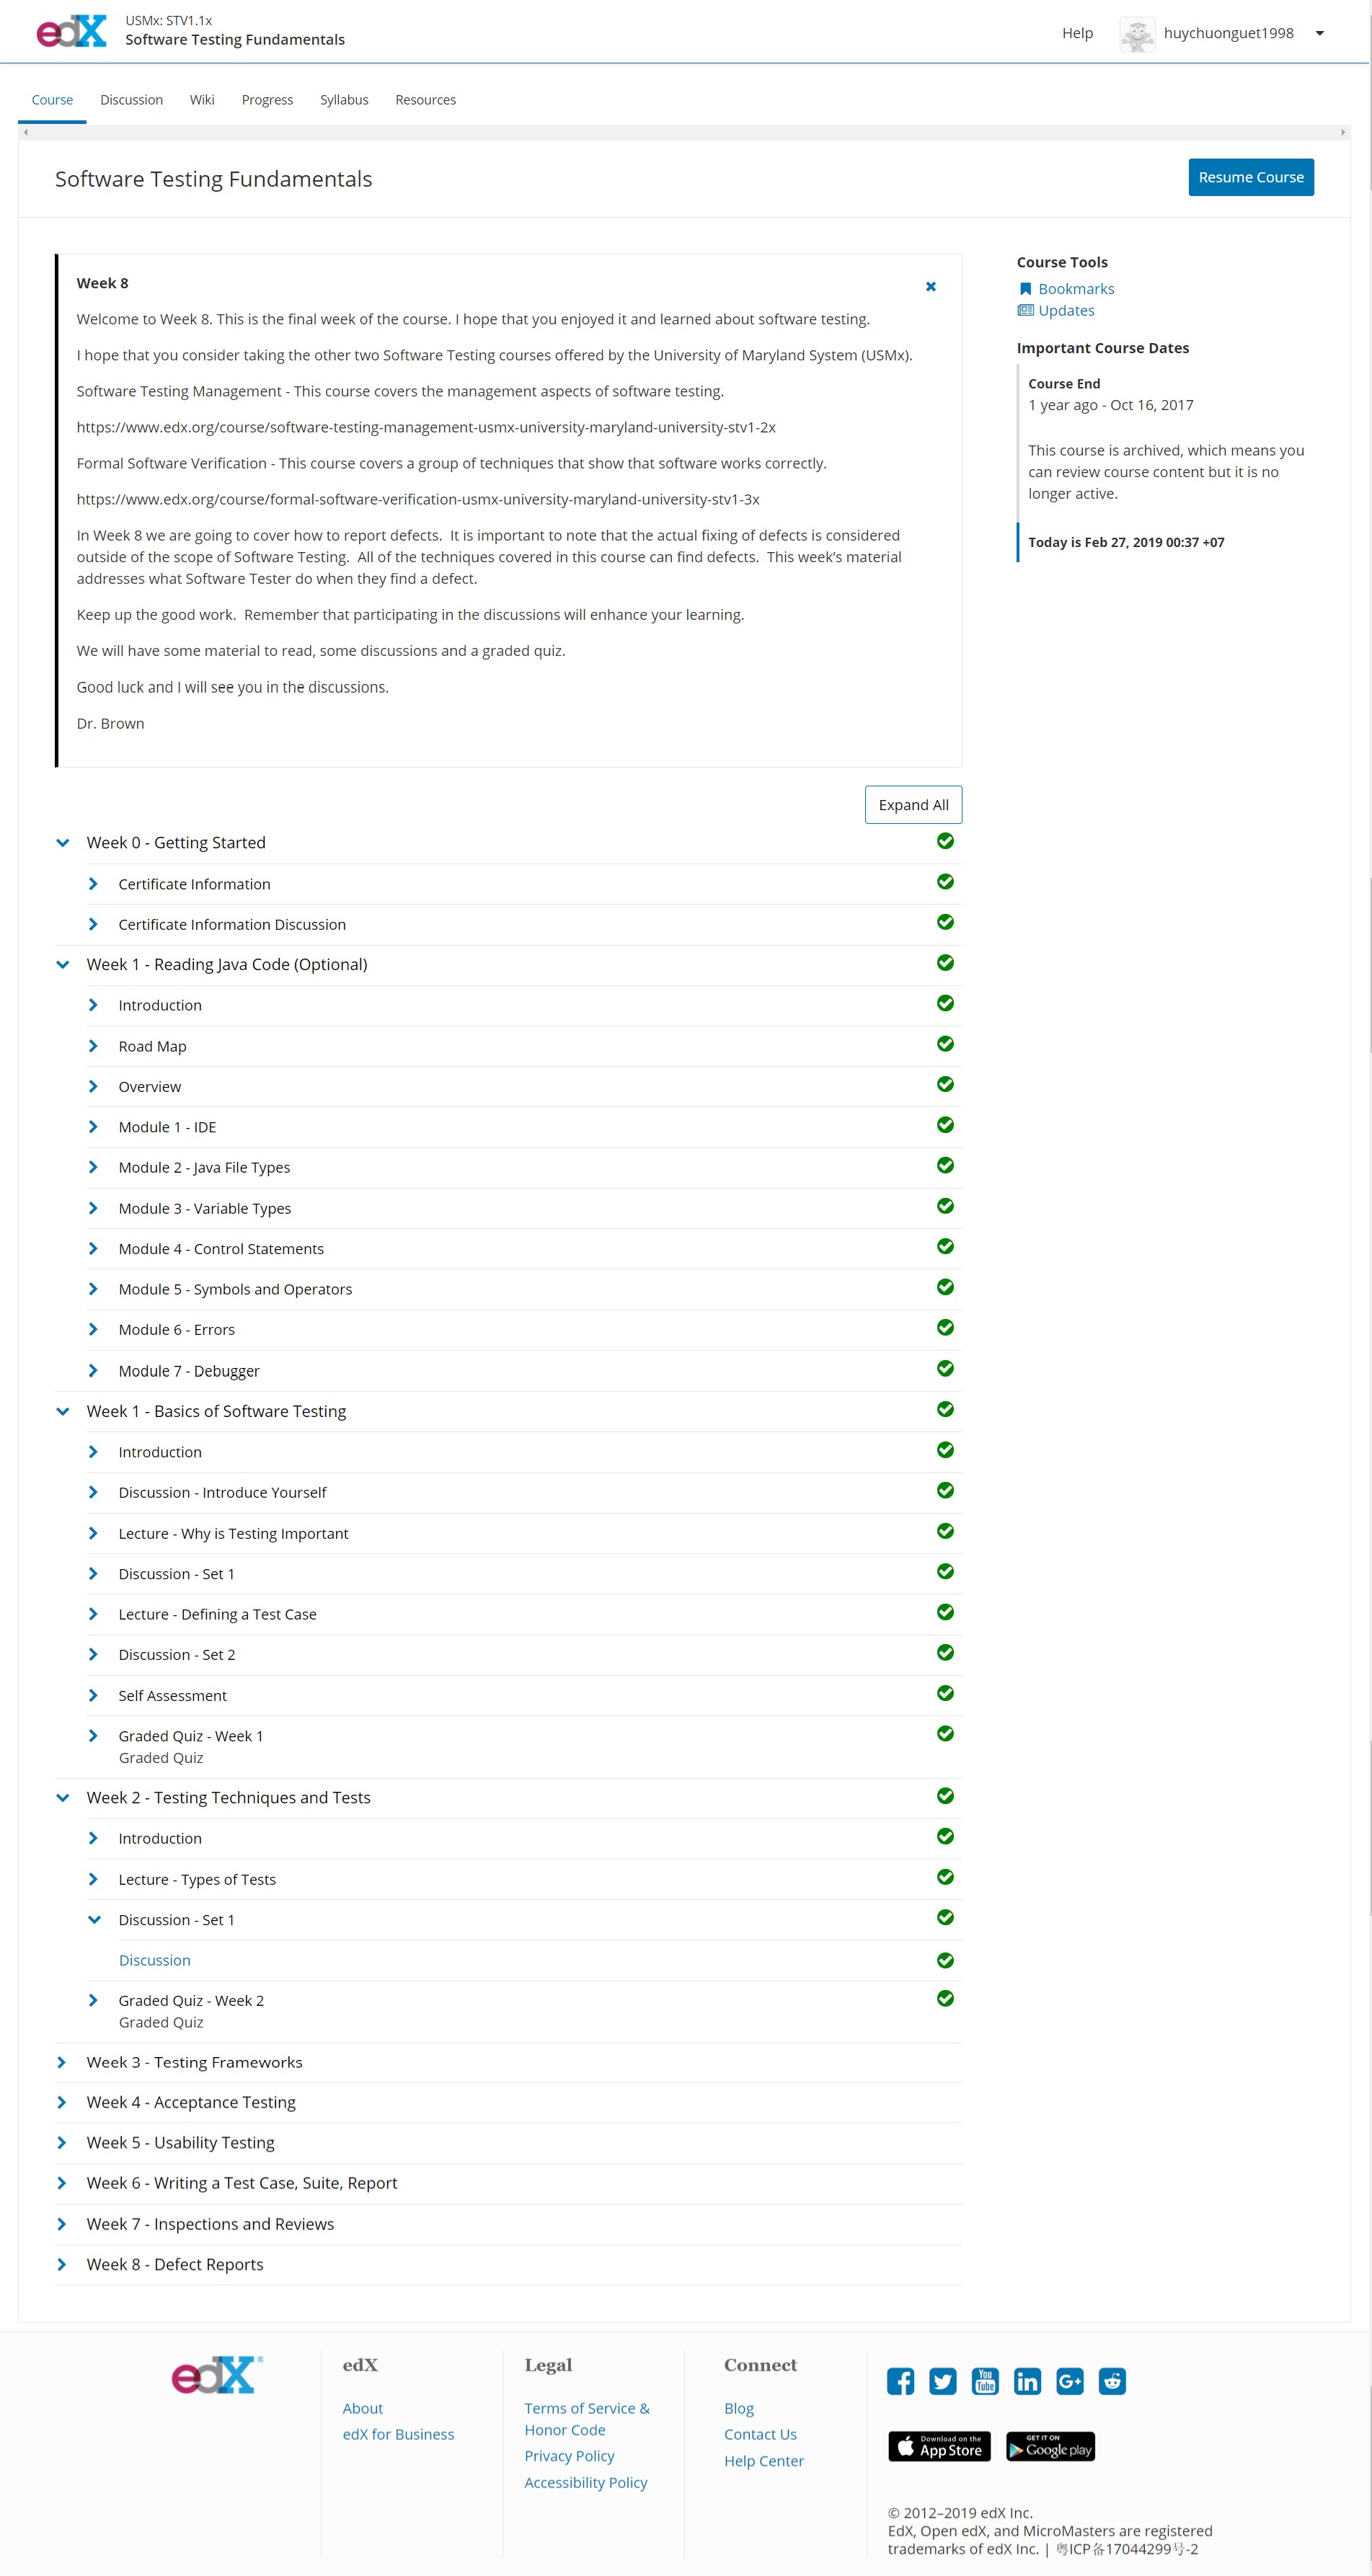 edX
USMx: STV1.1x
Software Testing Fundamentals
Help
huychuonguet1998
Course
Discussion
Wiki
Progress
Syllabus
Resources
Software Testing Fundamentals
Resume Course
Week 8
Welcome to Week 8. This is the final week of the course. I hope that you enjoyed it and learned about software testing.
I hope that you consider taking the other two Software Testing courses offered by the University of Maryland System (USMx).
Software Testing Management - This course covers the management aspects of software testing.
https://www.edx.org/course/software-testing-management-usmx-university-maryland-university-stv1-2x
Formal Software Verification - This course covers a group of techniques that show that software works correctly.
https://www.edx.org/course/formal-software-verification-usmx-university-maryland-university-stv1-3x
In Week 8 we are going to cover how to report defects.  It is important to note that the actual fixing of defects is considered
outside of the scope of Software Testing.  All of the techniques covered in this course can find defects.  This week's material
addresses what Software Tester do when they find a defect.
Keep up the good work.  Remember that participating in the discussions will enhance your learning.
We will have some material to read, some discussions and a graded quiz.
Good luck and I will see you in the discussions.
Dr. Brown
Course Tools
Bookmarks
Updates
Important Course Dates
Course End
1 year ago - Oct 16, 2017
This course is archived, which means you
can review course content but it is no
longer active.
Today is Feb 27, 2019 00:37 +07
Expand All
Week 0 - Getting Started
Certificate Information
Certificate Information Discussion
Week 1 - Reading Java Code (Optional)
Introduction
Road Map
Overview
Module 1 - IDE
Module 2 - Java File Types
Module 3 - Variable Types
Module 4 - Control Statements
Module 5 - Symbols and Operators
Module 6 - Errors
Module 7 - Debugger
Week 1 - Basics of Software Testing
Introduction
Discussion - Introduce Yourself
Lecture - Why is Testing Important
Discussion - Set 1
Lecture - Defining a Test Case
Discussion - Set 2
Self Assessment
Graded Quiz - Week 1
Graded Quiz
Week 2 - Testing Techniques and Tests
Introduction
Lecture - Types of Tests
Discussion - Set 1
Discussion
Graded Quiz - Week 2
Graded Quiz
Week 3 - Testing Frameworks
Week 4 - Acceptance Testing
Week 5 - Usability Testing
Week 6 - Writing a Test Case, Suite, Report
Week 7 - Inspections and Reviews
Week 8 - Defect Reports
edX®
edX
About
edX for Business
Legal
Terms of Service &
Honor Code
Privacy Policy
Accessibility Policy
Connect
Blog
Contact Us
Help Center
You
Tube
in
G+
Download on the
App Store
GET IT ON
Google play
© 2012–2019 edX Inc.
EdX, Open edX, and MicroMasters are registered
trademarks of edX Inc. | 粤ICP备17044299号-2